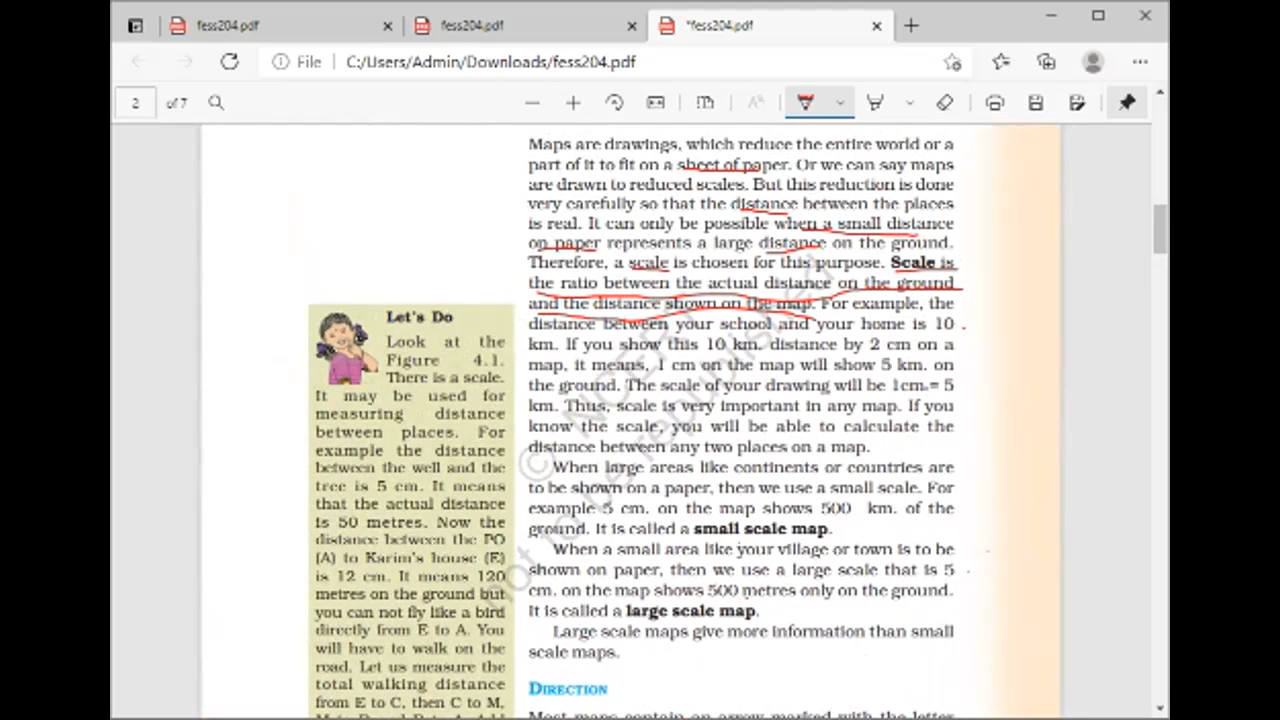 fess204.pdf
fess204.pdf
*fess204.pdf
File
C:/Users/Admin/Downloads/fess204.pdf
2
of 7
Maps are drawings, which reduce the entire world or a
part of it to fit on a sheet of paper. Or we can say maps
are drawn to reduced scales. But this reduction is done
very carefully so that the distance between the places
is real. It can only be possible when a small distance
on paper represents a large distance on the ground.
Therefore, a scale is chosen for this purpose. Scale is
the ratio between the actual distance on the ground
and the distance shown on the map. For example, the
distance between your school and your home is 10
km. If you show this 10 km. distance by 2 cm on a
map, it means, 1 cm on the map will show 5 km. on
the ground. The scale of your drawing will be 1cm.= 5
km. Thus, scale is very important in any map. If you
know the scale, you will be able to calculate the
distance between any two places on a map.
When large areas like continents or countries are
to be shown on a paper, then we use a small scale. For
example 5 cm. on the map shows 500 km. of the
ground. It is called a small scale map.
When a small area like your village or town is to be
shown on paper, then we use a large scale that is 5
cm. on the map shows 500 metres only on the ground.
It is called a large scale map.
Large scale maps give more information than small
scale maps.
DIRECTION
Most maps contain an arrow marked with the letter
Let's Do
Look at the
Figure 4.1.
There is a scale.
It may be used for
measuring distance
between places. For
example the distance
between the well and the
tree is 5 cm. It means
that the actual distance
is 50 metres. Now the
distance between the PO
(A) to Karim's house (E)
is 12 cm. It means 120
metres on the ground but
you can not fly like a bird
directly from E to A. You
will have to walk on the
road. Let us measure the
total walking distance
from E to C, then C to M,
© NCERT
not to be republished